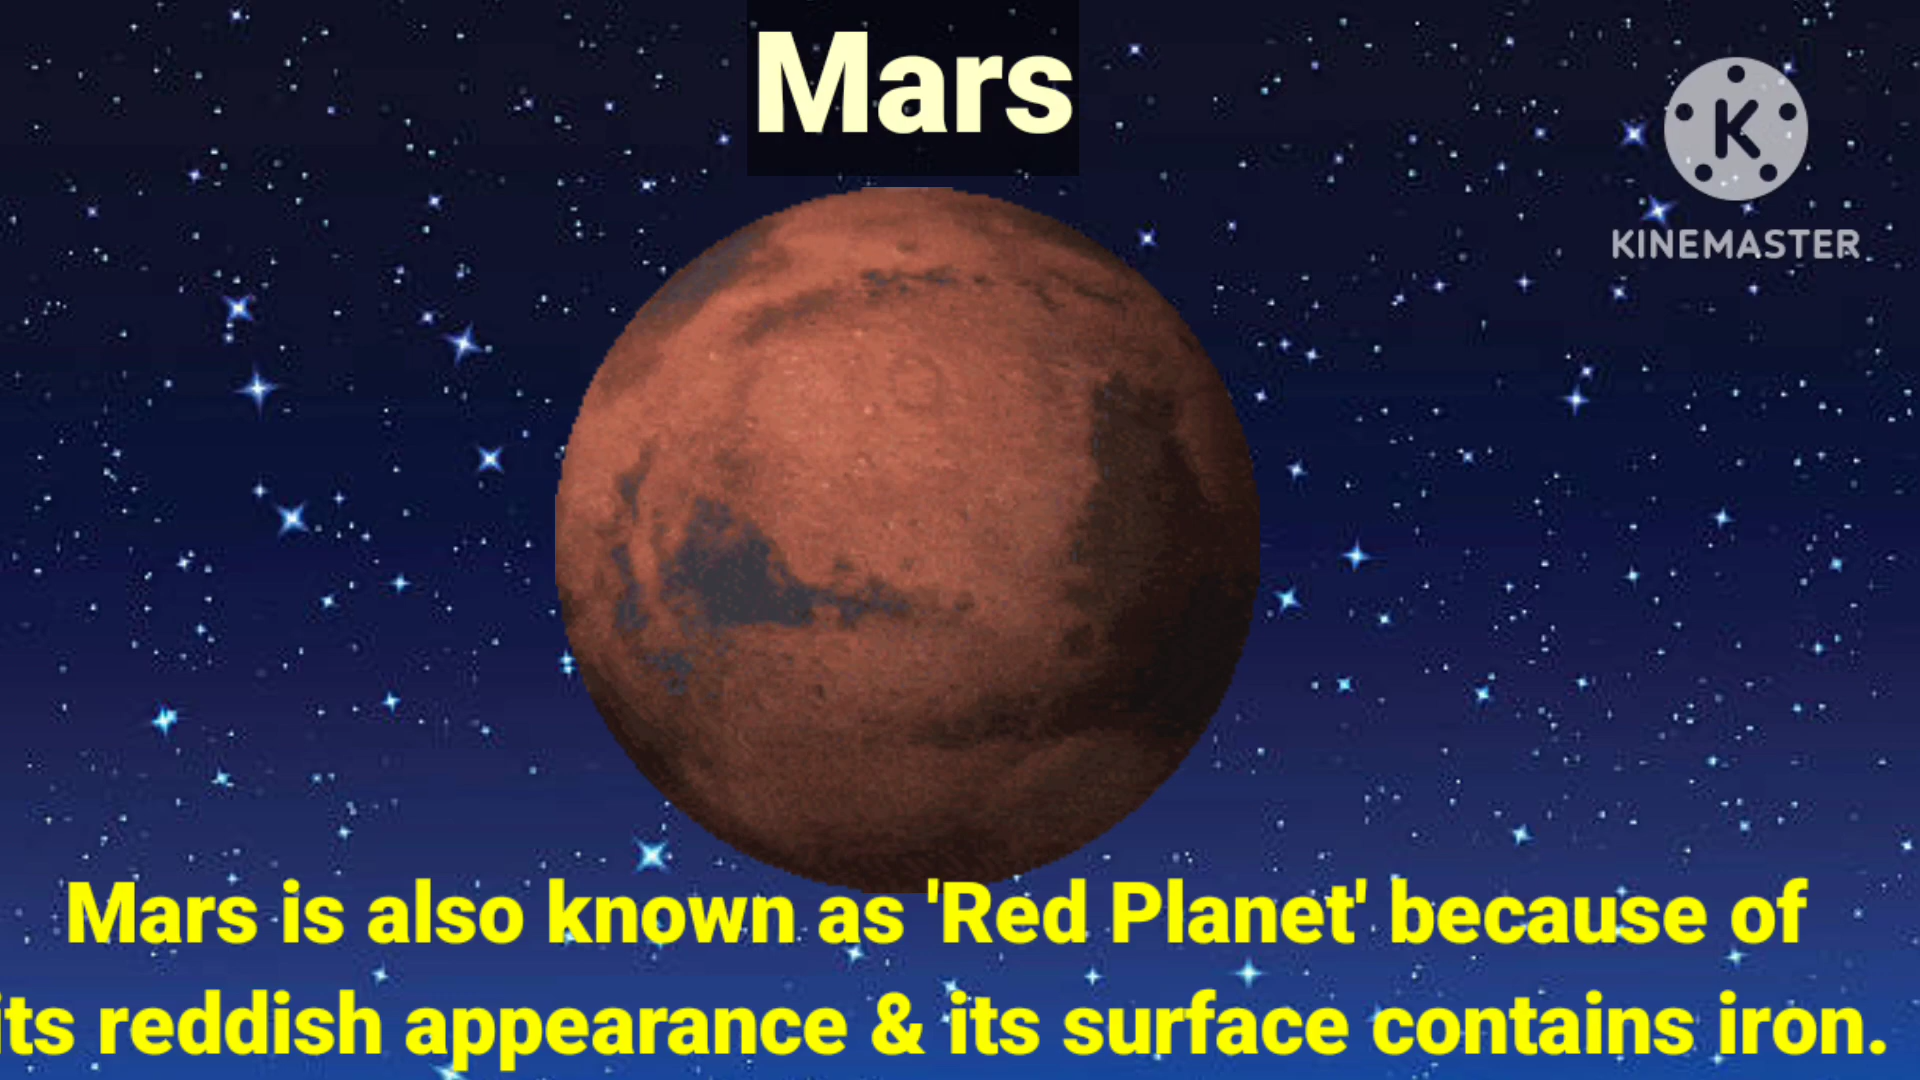 Mars
K
KINEMASTER
Mars is also known as 'Red Planet' because of
its reddish appearance & its surface contains iron.